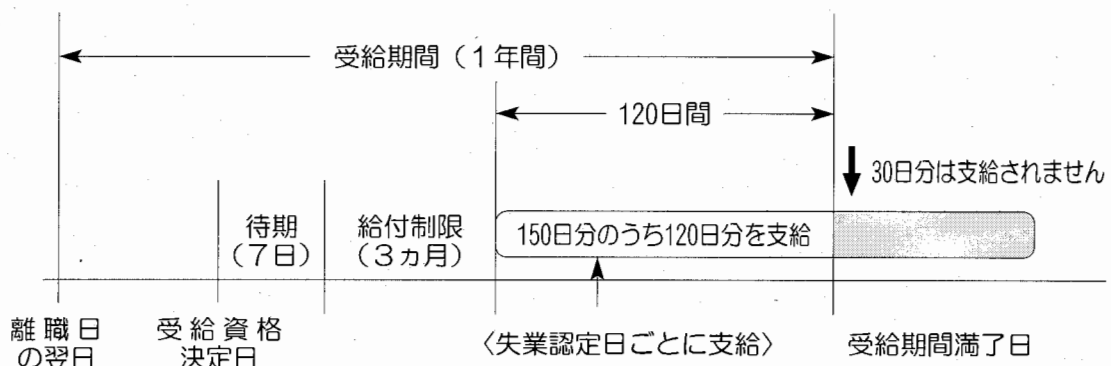 受給期間（1年間）
120日間
30日分は支給されません
待期
（7日）
給付制限
（3ヵ月）
150日分のうち120日分を支給
離職日
の翌日
受給資格
決定日
〈失業認定日ごとに支給〉
受給期間満了日